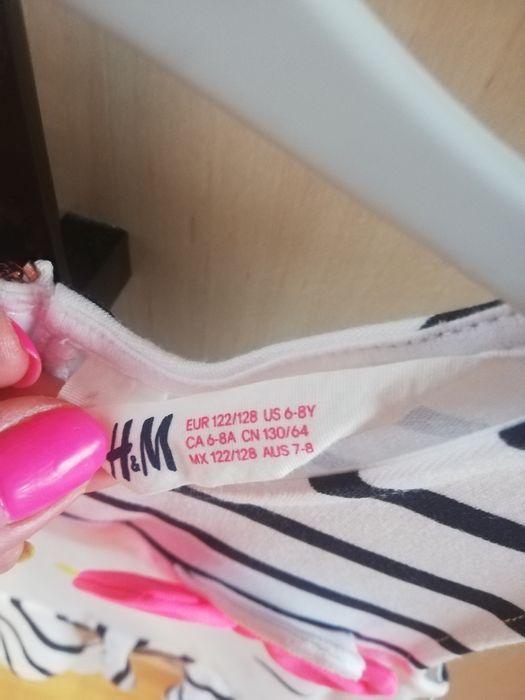 H&M
EUR 122/128 US 6-8Y
CA 6-8A CN 130/64
MX 122/128 AUS 7-8